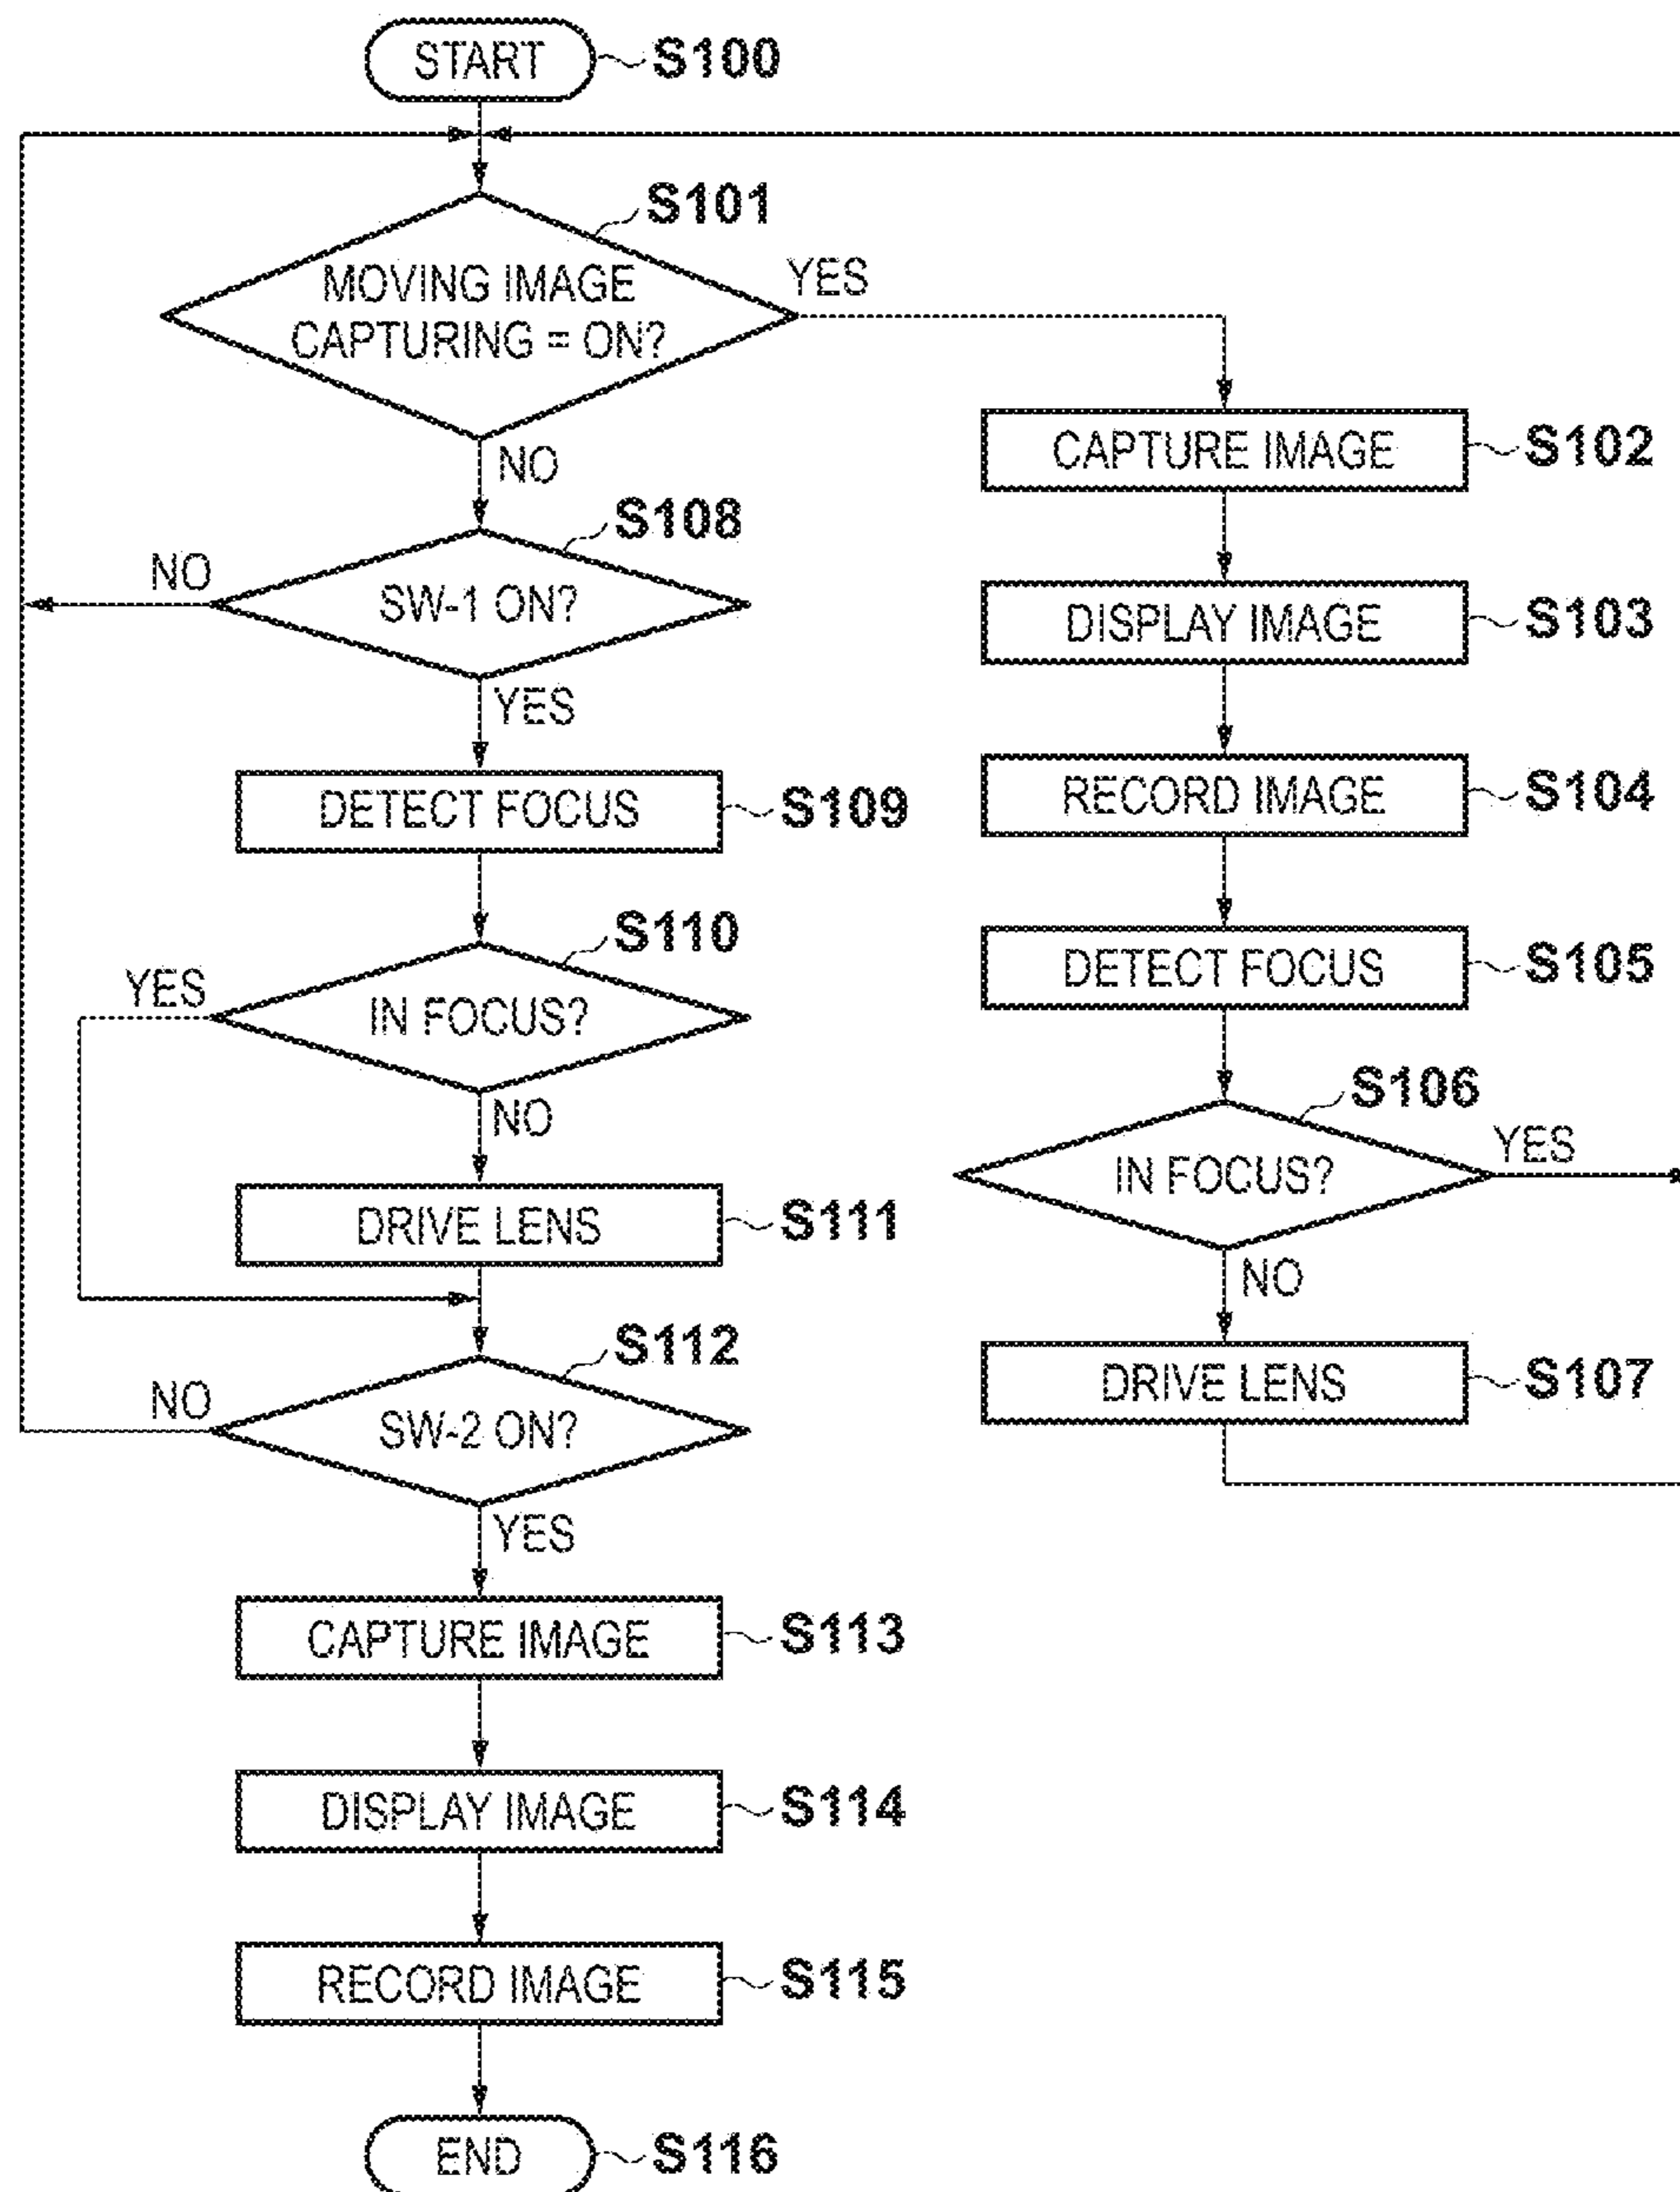 START S100
S101
MOVING IMAGE
CAPTURING = ON?
YES
NO
S108
SW-1 ON?
NO
YES
DETECT FOCUS S109
S110
IN FOCUS?
YES
NO
DRIVE LENS S111
S112
SW-2 ON?
NO
YES
CAPTURE IMAGE S113
DISPLAY IMAGE S114
RECORD IMAGE S115
END S116
CAPTURE IMAGE S102
DISPLAY IMAGE S103
RECORD IMAGE S104
DETECT FOCUS S105
S106
IN FOCUS?
YES
NO
DRIVE LENS S107